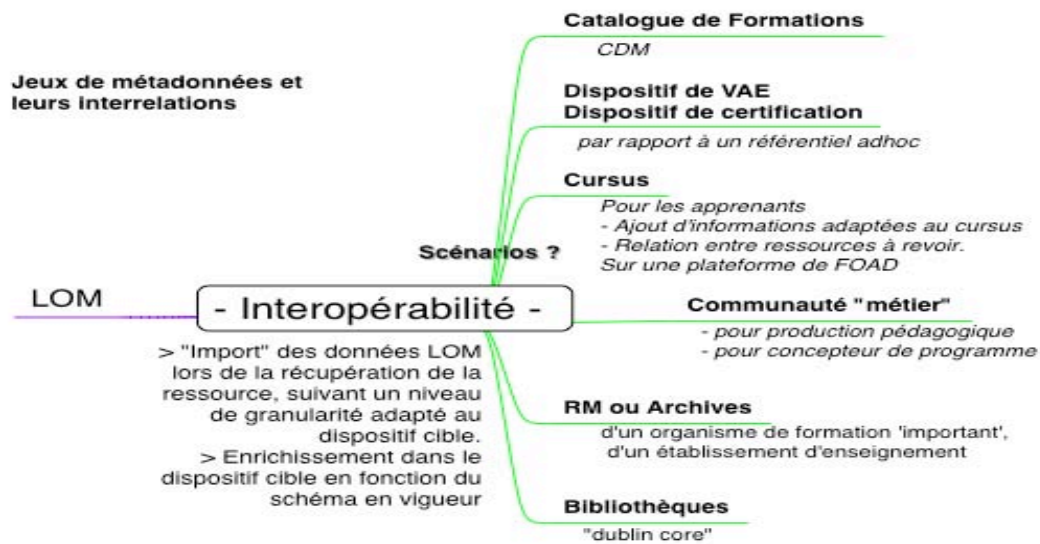 Jeux de métadonnées et
leurs interrelations
Catalogue de Formations
CDM
Dispositif de VAE
Dispositif de certification
par rapport à un référentiel adhoc
Cursus
Pour les apprenants
- Ajout d'informations adaptées au cursus
- Relation entre ressources à revoir.
Sur une plateforme de FOAD
Scénarios ?
LOM
- Interopérabilité -
> "Import" des données LOM
lors de la récupération de la
ressource, suivant un niveau
de granularité adapté au
dispositif cible.
> Enrichissement dans le
dispositif cible en fonction du
schéma en vigueur
Communauté "métier"
- pour production pédagogique
- pour concepteur de programme
RM ou Archives
d'un organisme de formation 'important',
d'un établissement d'enseignement
Bibliothèques
"dublin core"